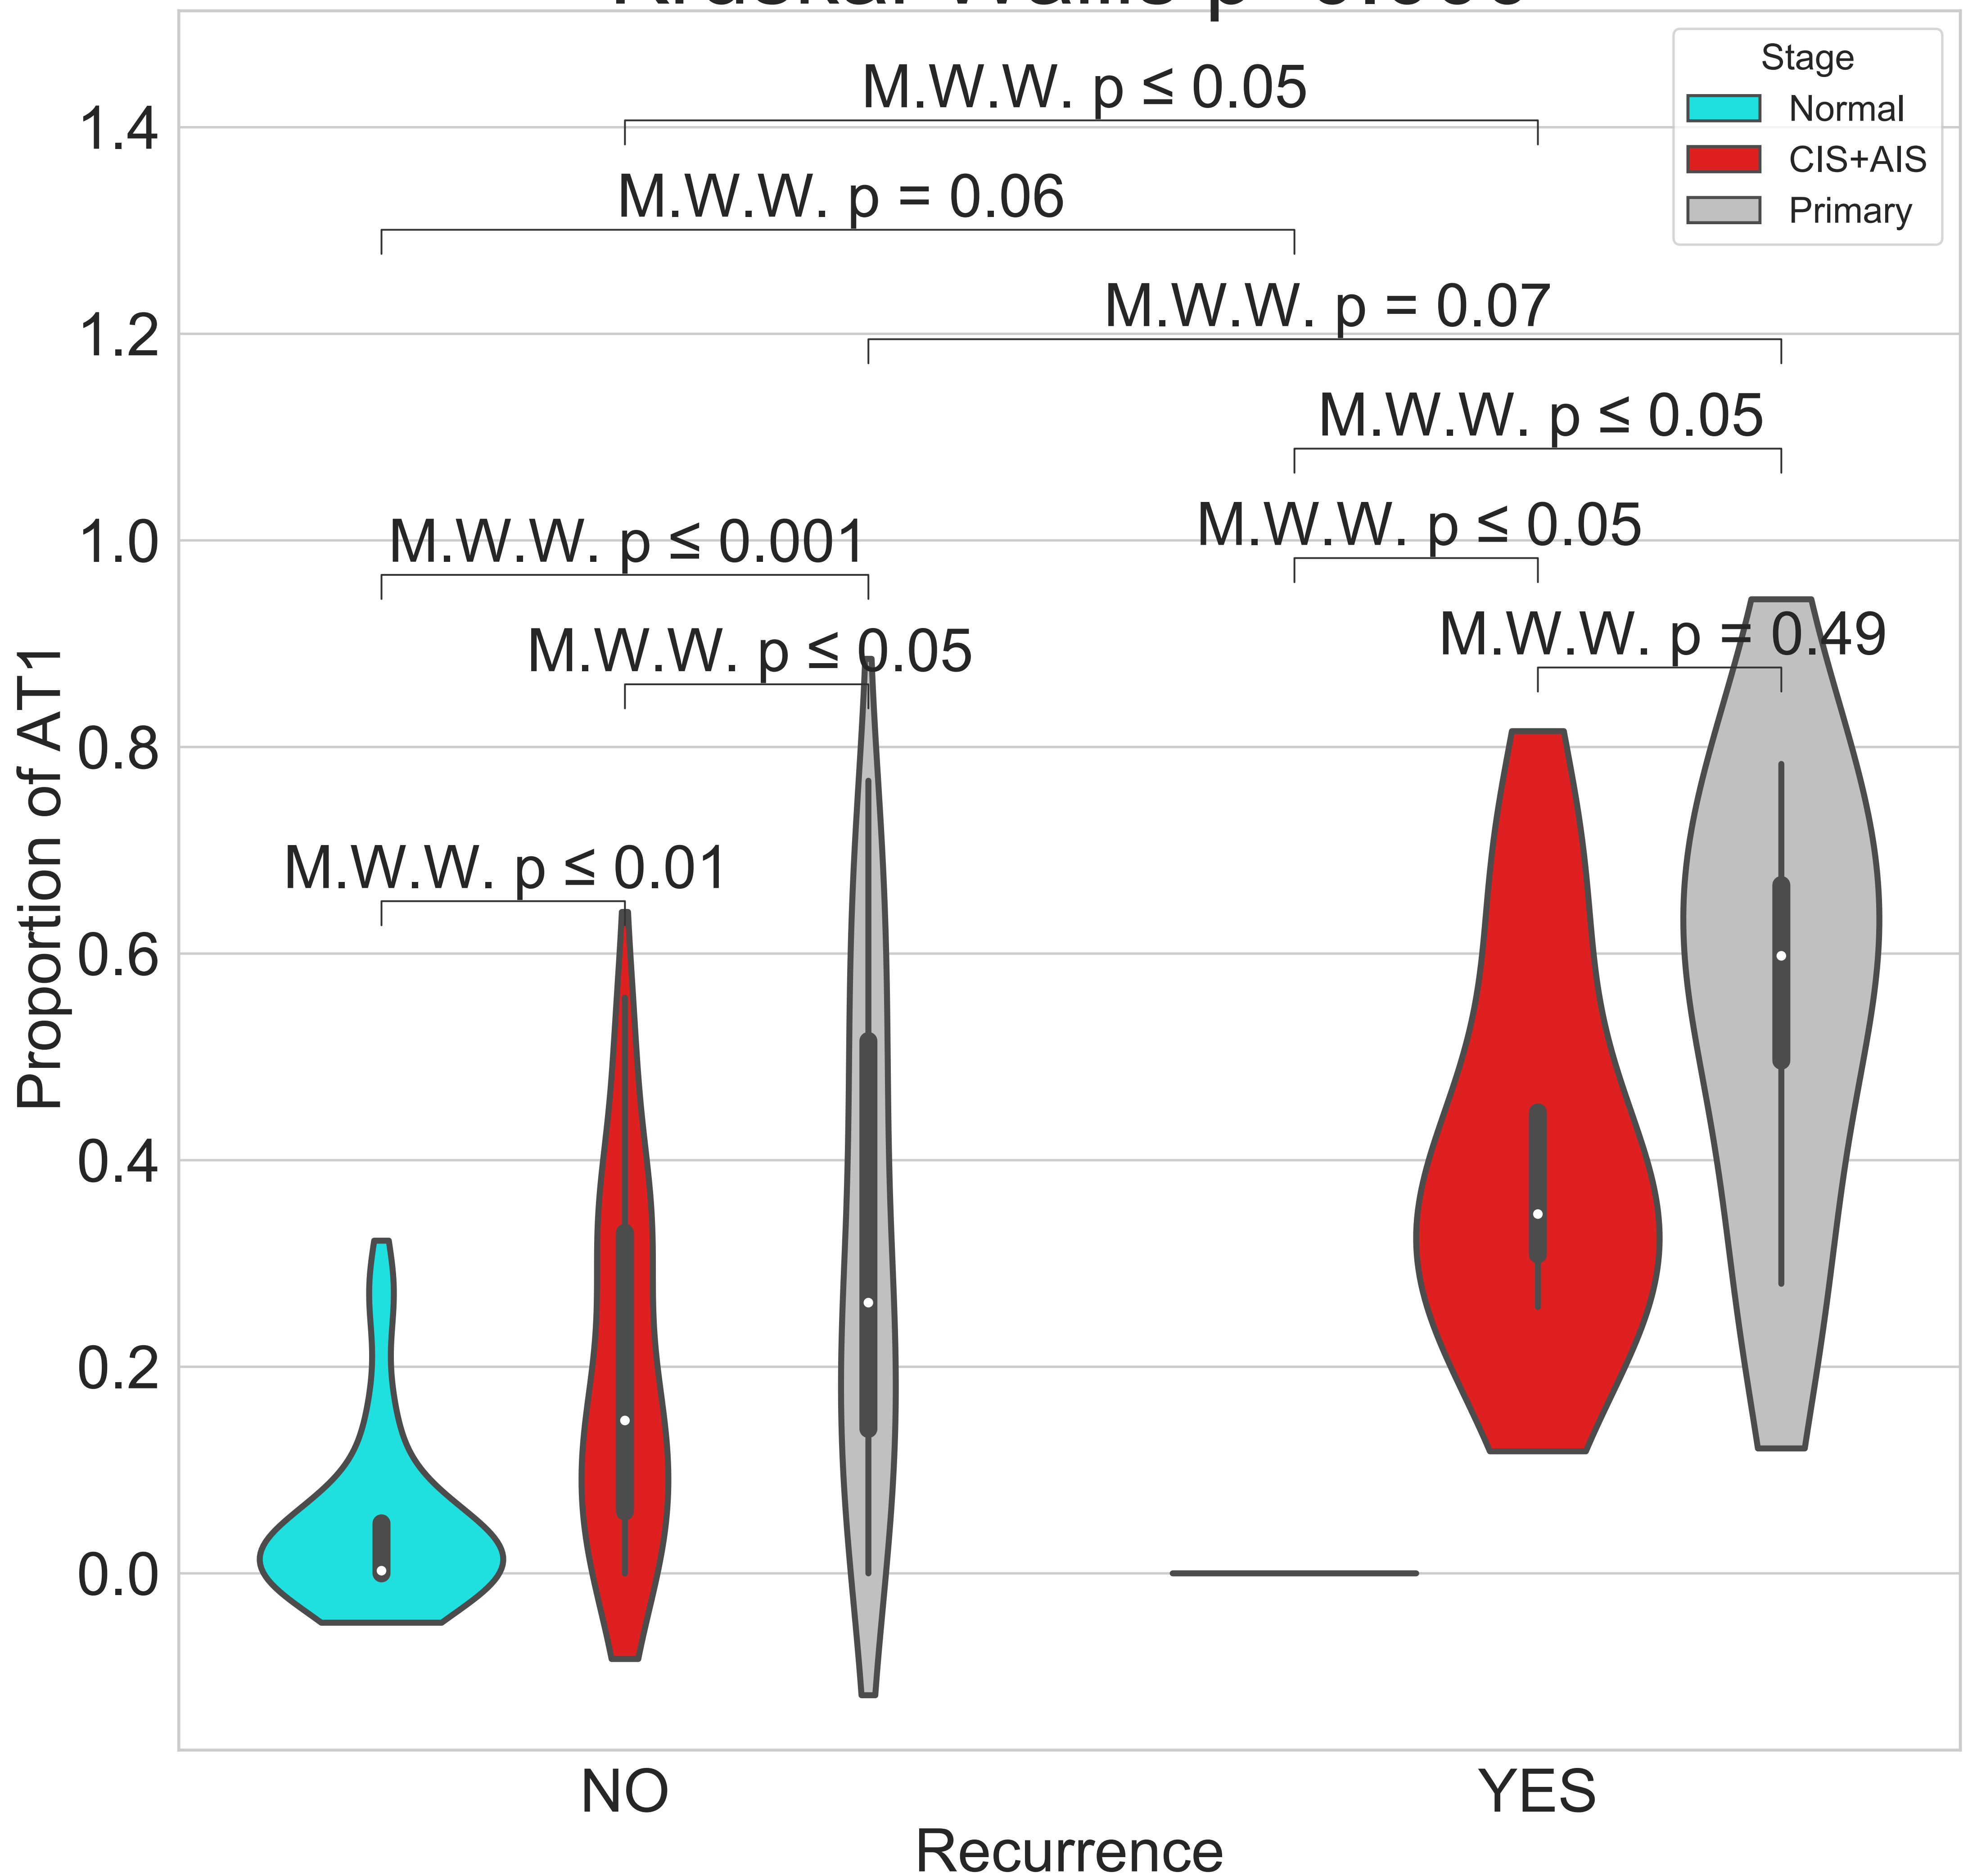 Stage
Normal
CIS+AIS
Primary
M.W.W. p ≤ 0.05
M.W.W. p = 0.06
M.W.W. p = 0.07
M.W.W. p ≤ 0.05
M.W.W. p ≤ 0.001
M.W.W. p ≤ 0.05
M.W.W. p ≤ 0.05
M.W.W. p = 0.49
M.W.W. p ≤ 0.01
1.4
1.2
1.0
0.8
0.6
0.4
0.2
0.0
Proportion of AT1
NO
YES
Recurrence